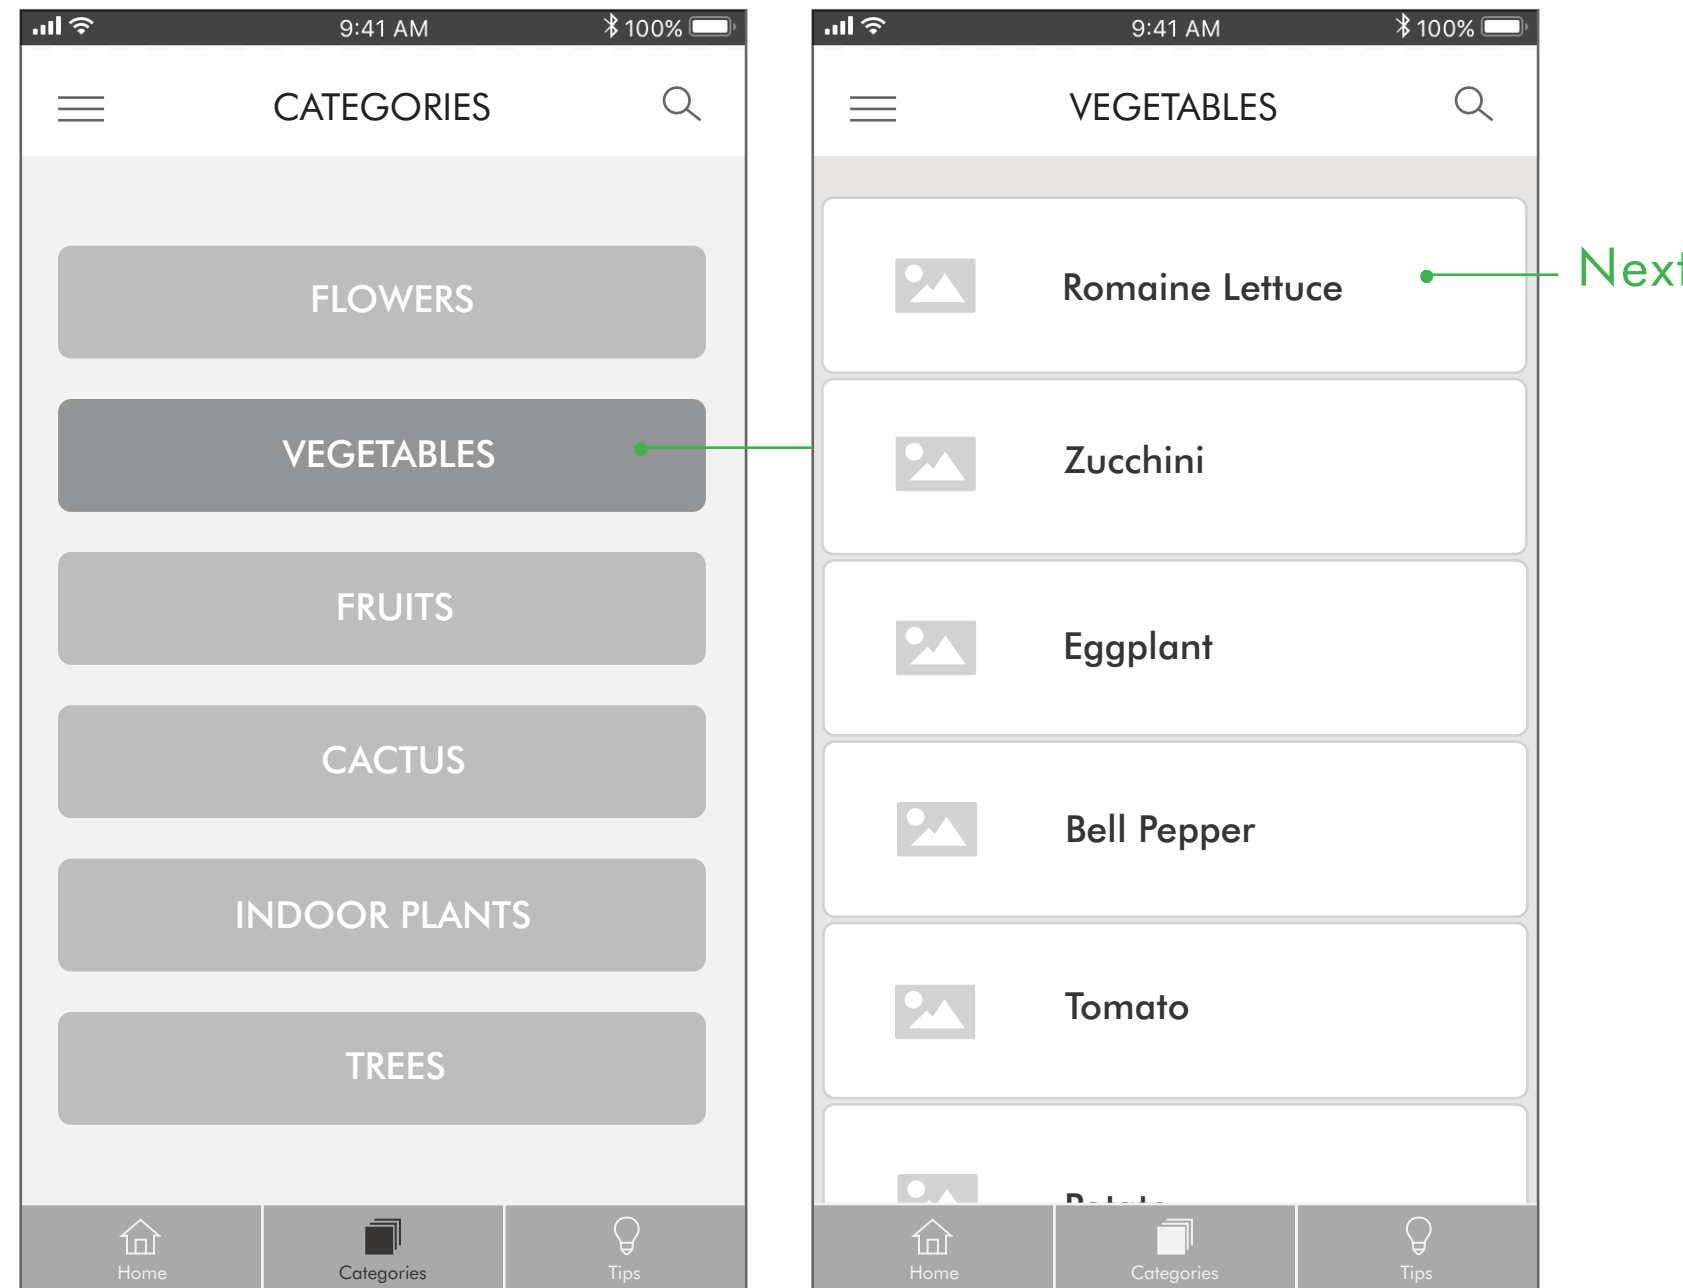 9:41 AM 100%
CATEGORIES
FLOWERS
VEGETABLES
FRUITS
CACTUS
INDOOR PLANTS
TREES
Home Categories Tips
9:41 AM 100%
VEGETABLES
Romaine Lettuce
Zucchini
Eggplant
Bell Pepper
Tomato
Home Categories Tips
Next